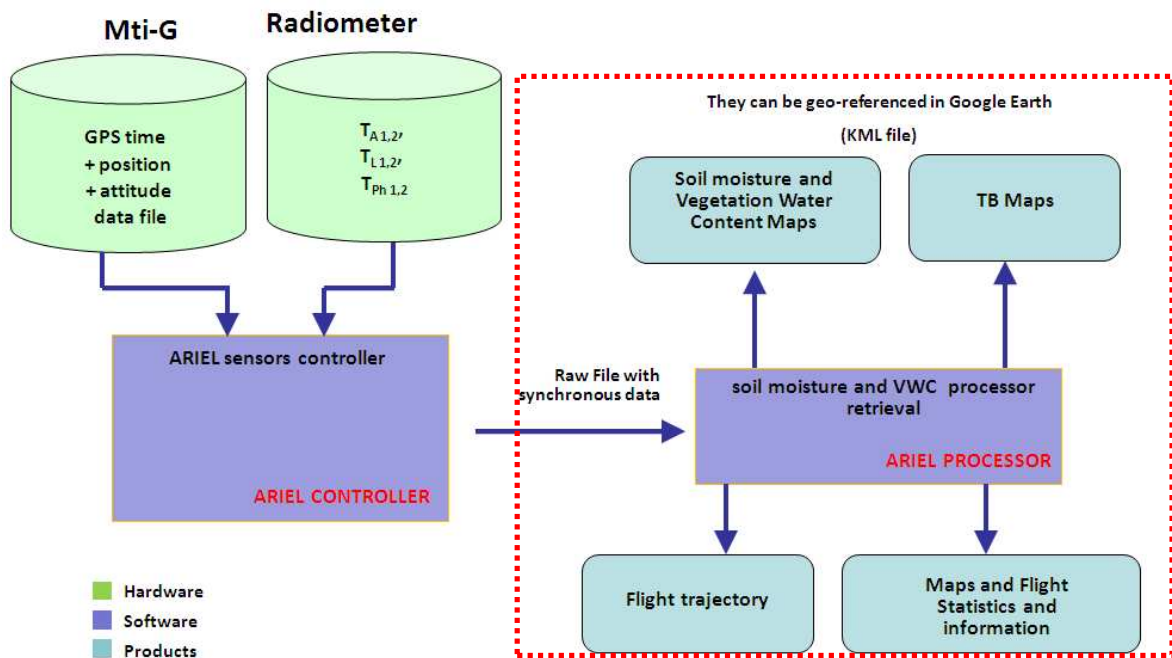 Mti-G
Radiometer
GPS time
+ position
+ attitude
data file
T_A 1,2,
T_L 1,2,
T_Ph 1,2
ARIEL sensors controller
ARIEL CONTROLLER
Raw File with
synchronous data
They can be geo-referenced in Google Earth
(KML file)
Soil moisture and
Vegetation Water
Content Maps
TB Maps
soil moisture and VWC processor
retrieval
ARIEL PROCESSOR
Flight trajectory
Maps and Flight
Statistics and
information
Hardware
Software
Products